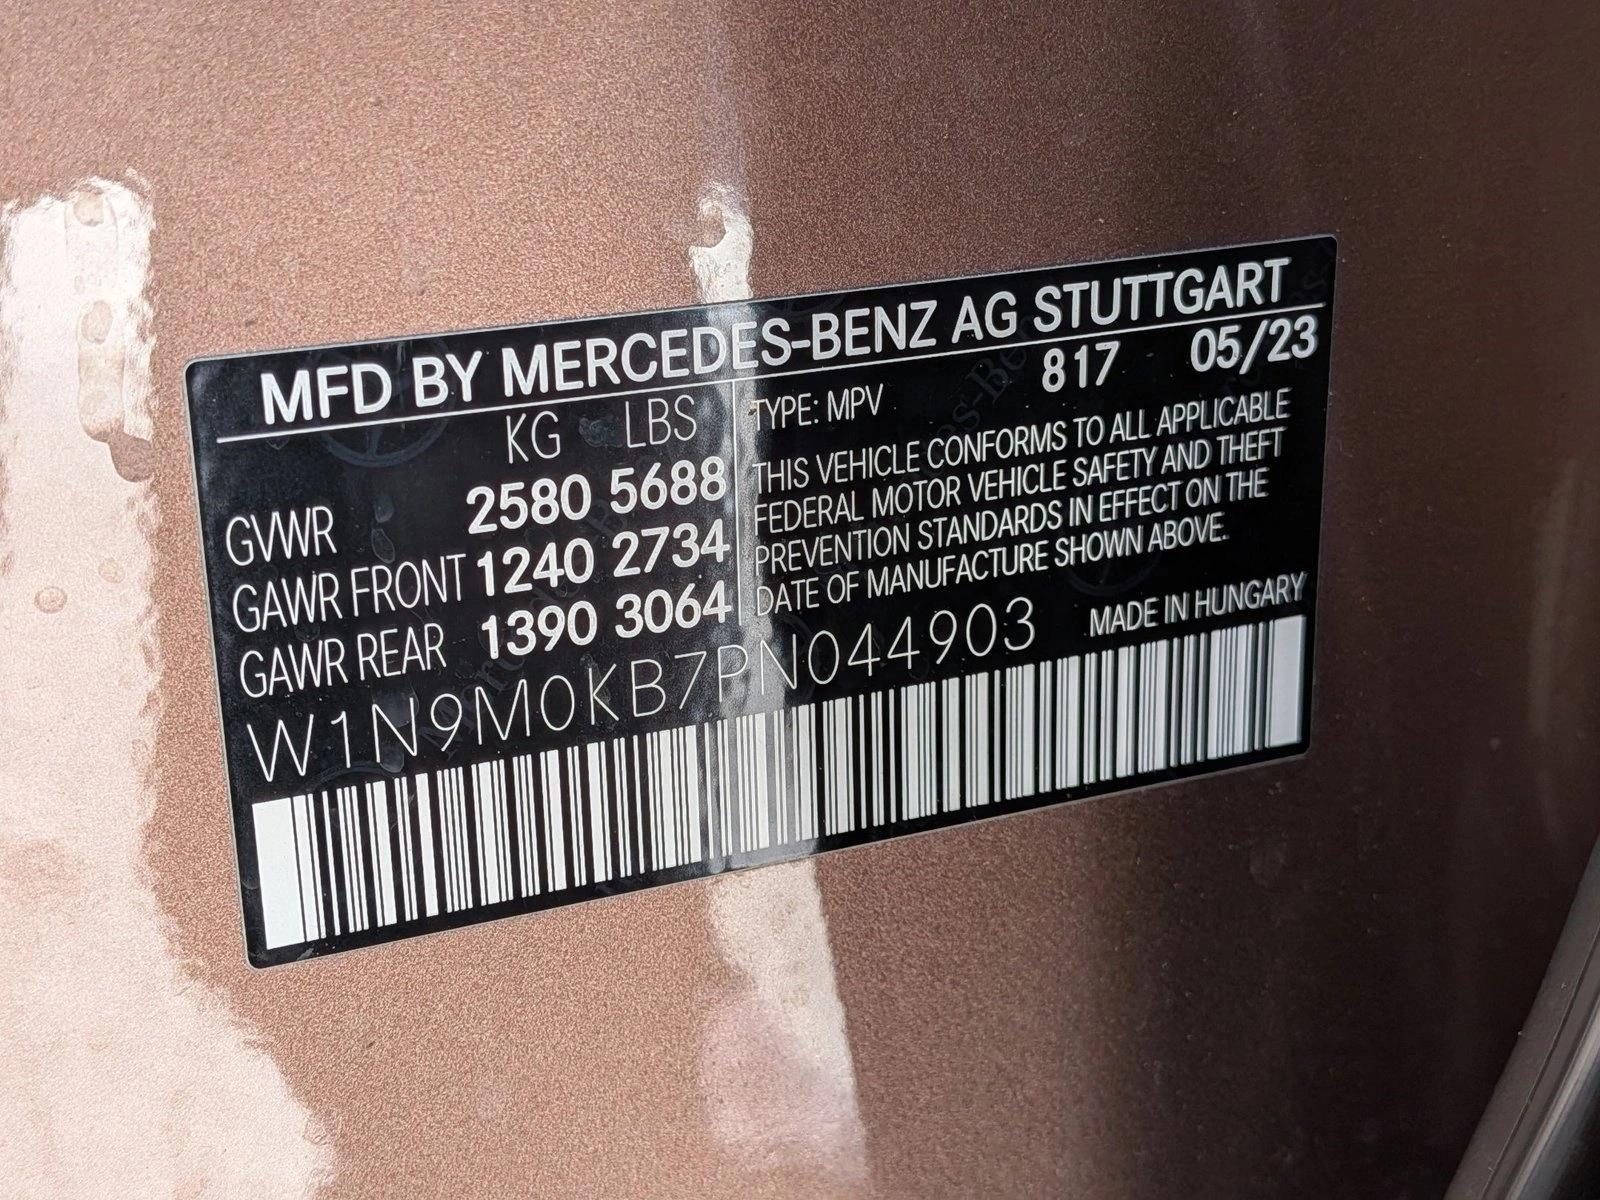 MFD BY MERCEDES-BENZ AG STUTTGART
KG LBS
GVWR 2580 5688
GAWR FRONT 1240 2734
GAWR REAR 1390 3064
TYPE: MPV 817 05/23
THIS VEHICLE CONFORMS TO ALL APPLICABLE
FEDERAL MOTOR VEHICLE SAFETY AND THEFT
PREVENTION STANDARDS IN EFFECT ON THE
DATE OF MANUFACTURE SHOWN ABOVE.
MADE IN HUNGARY
W1N9M0KB7PN044903